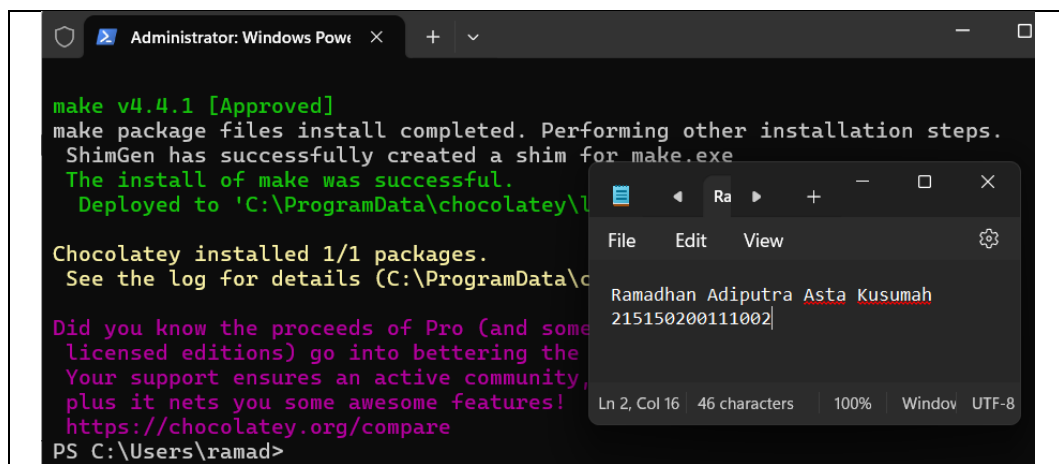 Administrator: Windows Powe
make v4.4.1 [Approved]
make package files install completed. Performing other installation steps.
ShimGen has successfully created a shim for make.exe
The install of make was successful.
Deployed to 'C:\ProgramData\chocolatey\l
Chocolatey installed 1/1 packages.
See the log for details (C:\ProgramData\c
Did you know the proceeds of Pro (and some
licensed editions) go into bettering the
Your support ensures an active community,
plus it nets you some awesome features!
https://chocolatey.org/compare
PS C:\Users\ramad>
Ra
File Edit View
Ramadhan Adiputra Asta Kusumah
215150200111002
Ln 2, Col 16 46 characters 100% Window UTF-8